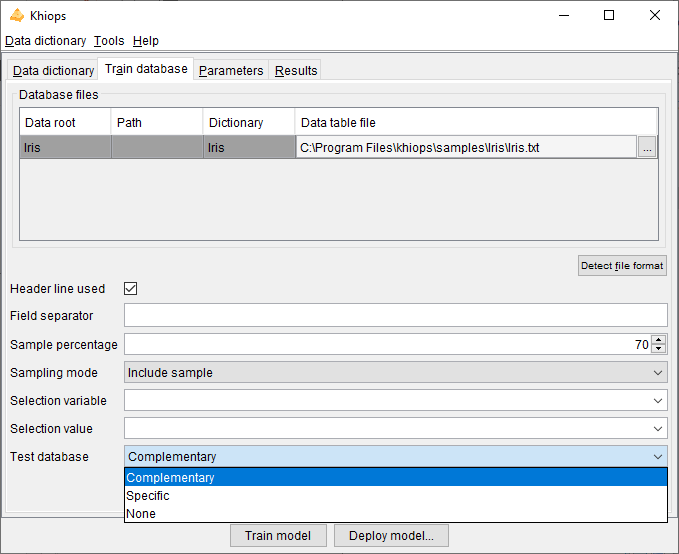 Khiops
Data dictionary Tools Help
Data dictionary Train database Parameters Results
Database files
Data root Path Dictionary Data table file
Iris Iris C:\Program Files\khiops\samples\Iris\Iris.txt ...
Detect file format
Header line used
Field separator
Sample percentage 70
Sampling mode Include sample
Selection variable
Selection value
Test database Complementary
Complementary
Specific
None
Train model Deploy model...